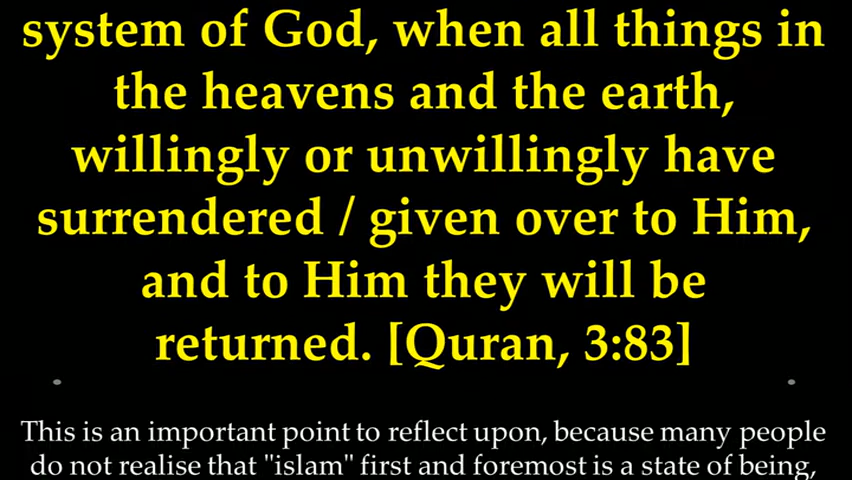 system of God, when all things in
the heavens and the earth,
willingly or unwillingly have
surrendered / given over to Him,
and to Him they will be
returned. [Quran, 3:83]
This is an important point to reflect upon, because many people
do not realise that "islam" first and foremost is a state of being,